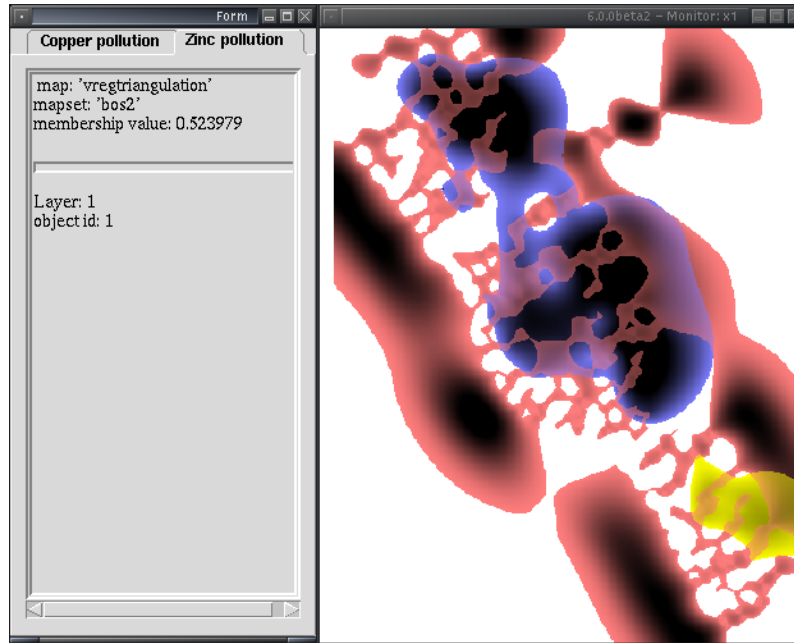 Form
6.0.0beta2 – Monitor: x1
Copper pollution
Zinc pollution
map: 'vregtriangulation'
mapset: 'bos2'
membership value: 0.523979
Layer: 1
object id: 1